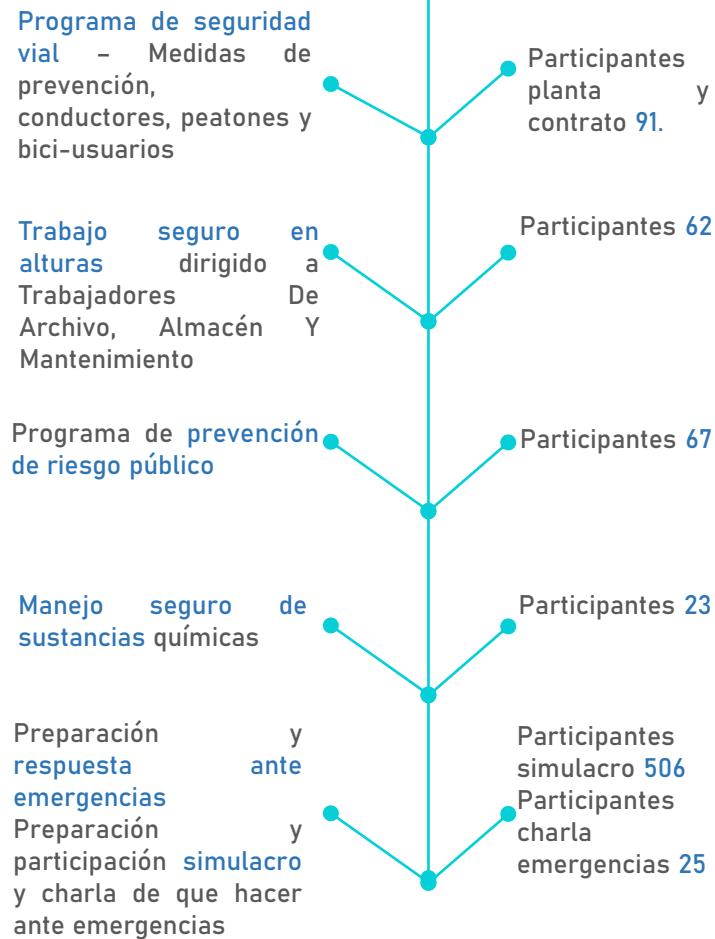 Programa de seguridad
vial – Medidas de
prevención,
conductores, peatones y
bici-usuarios
Participantes
planta y
contrato 91.
Trabajo seguro en
alturas dirigido a
Trabajadores De
Archivo, Almacén Y
Mantenimiento
Participantes 62
Programa de prevención
de riesgo público
Participantes 67
Manejo seguro de
sustancias químicas
Participantes 23
Preparación y
respuesta ante
emergencias
Preparación y
participación simulacro
y charla de que hacer
ante emergencias
Participantes
simulacro 506
Participantes
charla
emergencias 25